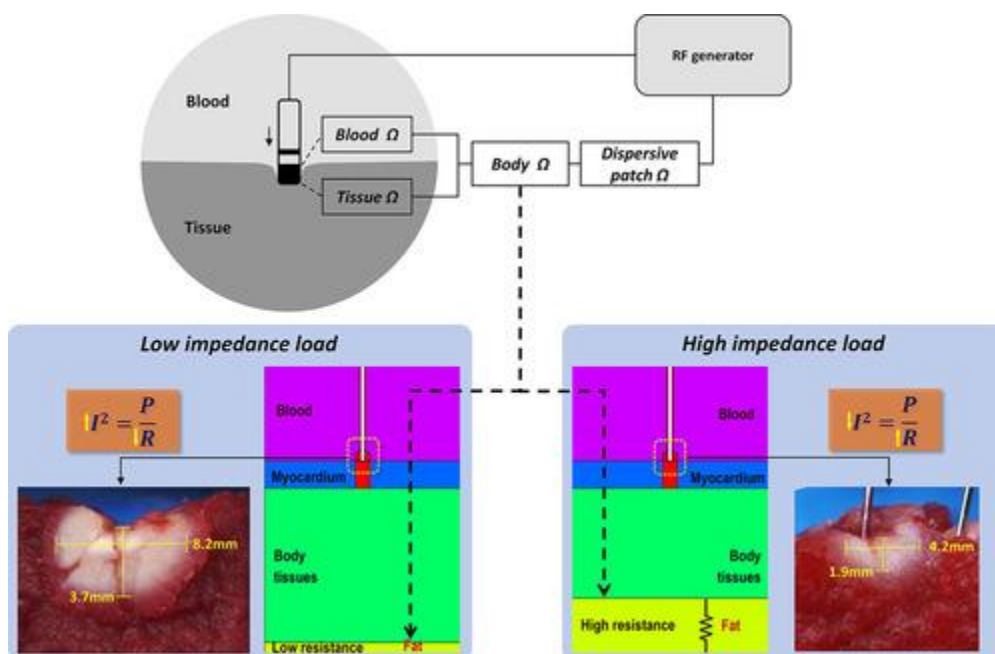 RF generator
Blood
Blood Ω
Body Ω
Dispersive
patch Ω
Tissue Ω
Tissue
Low impedance load
High impedance load
I² = P/R
Blood
Myocardium
Body
tissues
Low resistance
Fat
8.2mm
3.7mm
Blood
Myocardium
Body
tissues
High resistance
Fat
I² = P/R
4.2mm
1.9mm